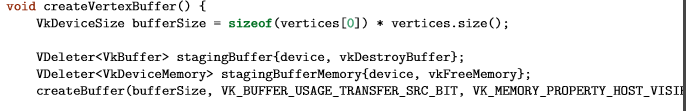 void createVertexBuffer() {
VkDeviceSize bufferSize = sizeof(vertices[0]) * vertices.size();
VDeleter<VkBuffer> stagingBuffer{device, vkDestroyBuffer};
VDeleter<VkDeviceMemory> stagingBufferMemory{device, vkFreeMemory};
createBuffer(bufferSize, VK_BUFFER_USAGE_TRANSFER_SRC_BIT, VK_MEMORY_PROPERTY_HOST_VISI